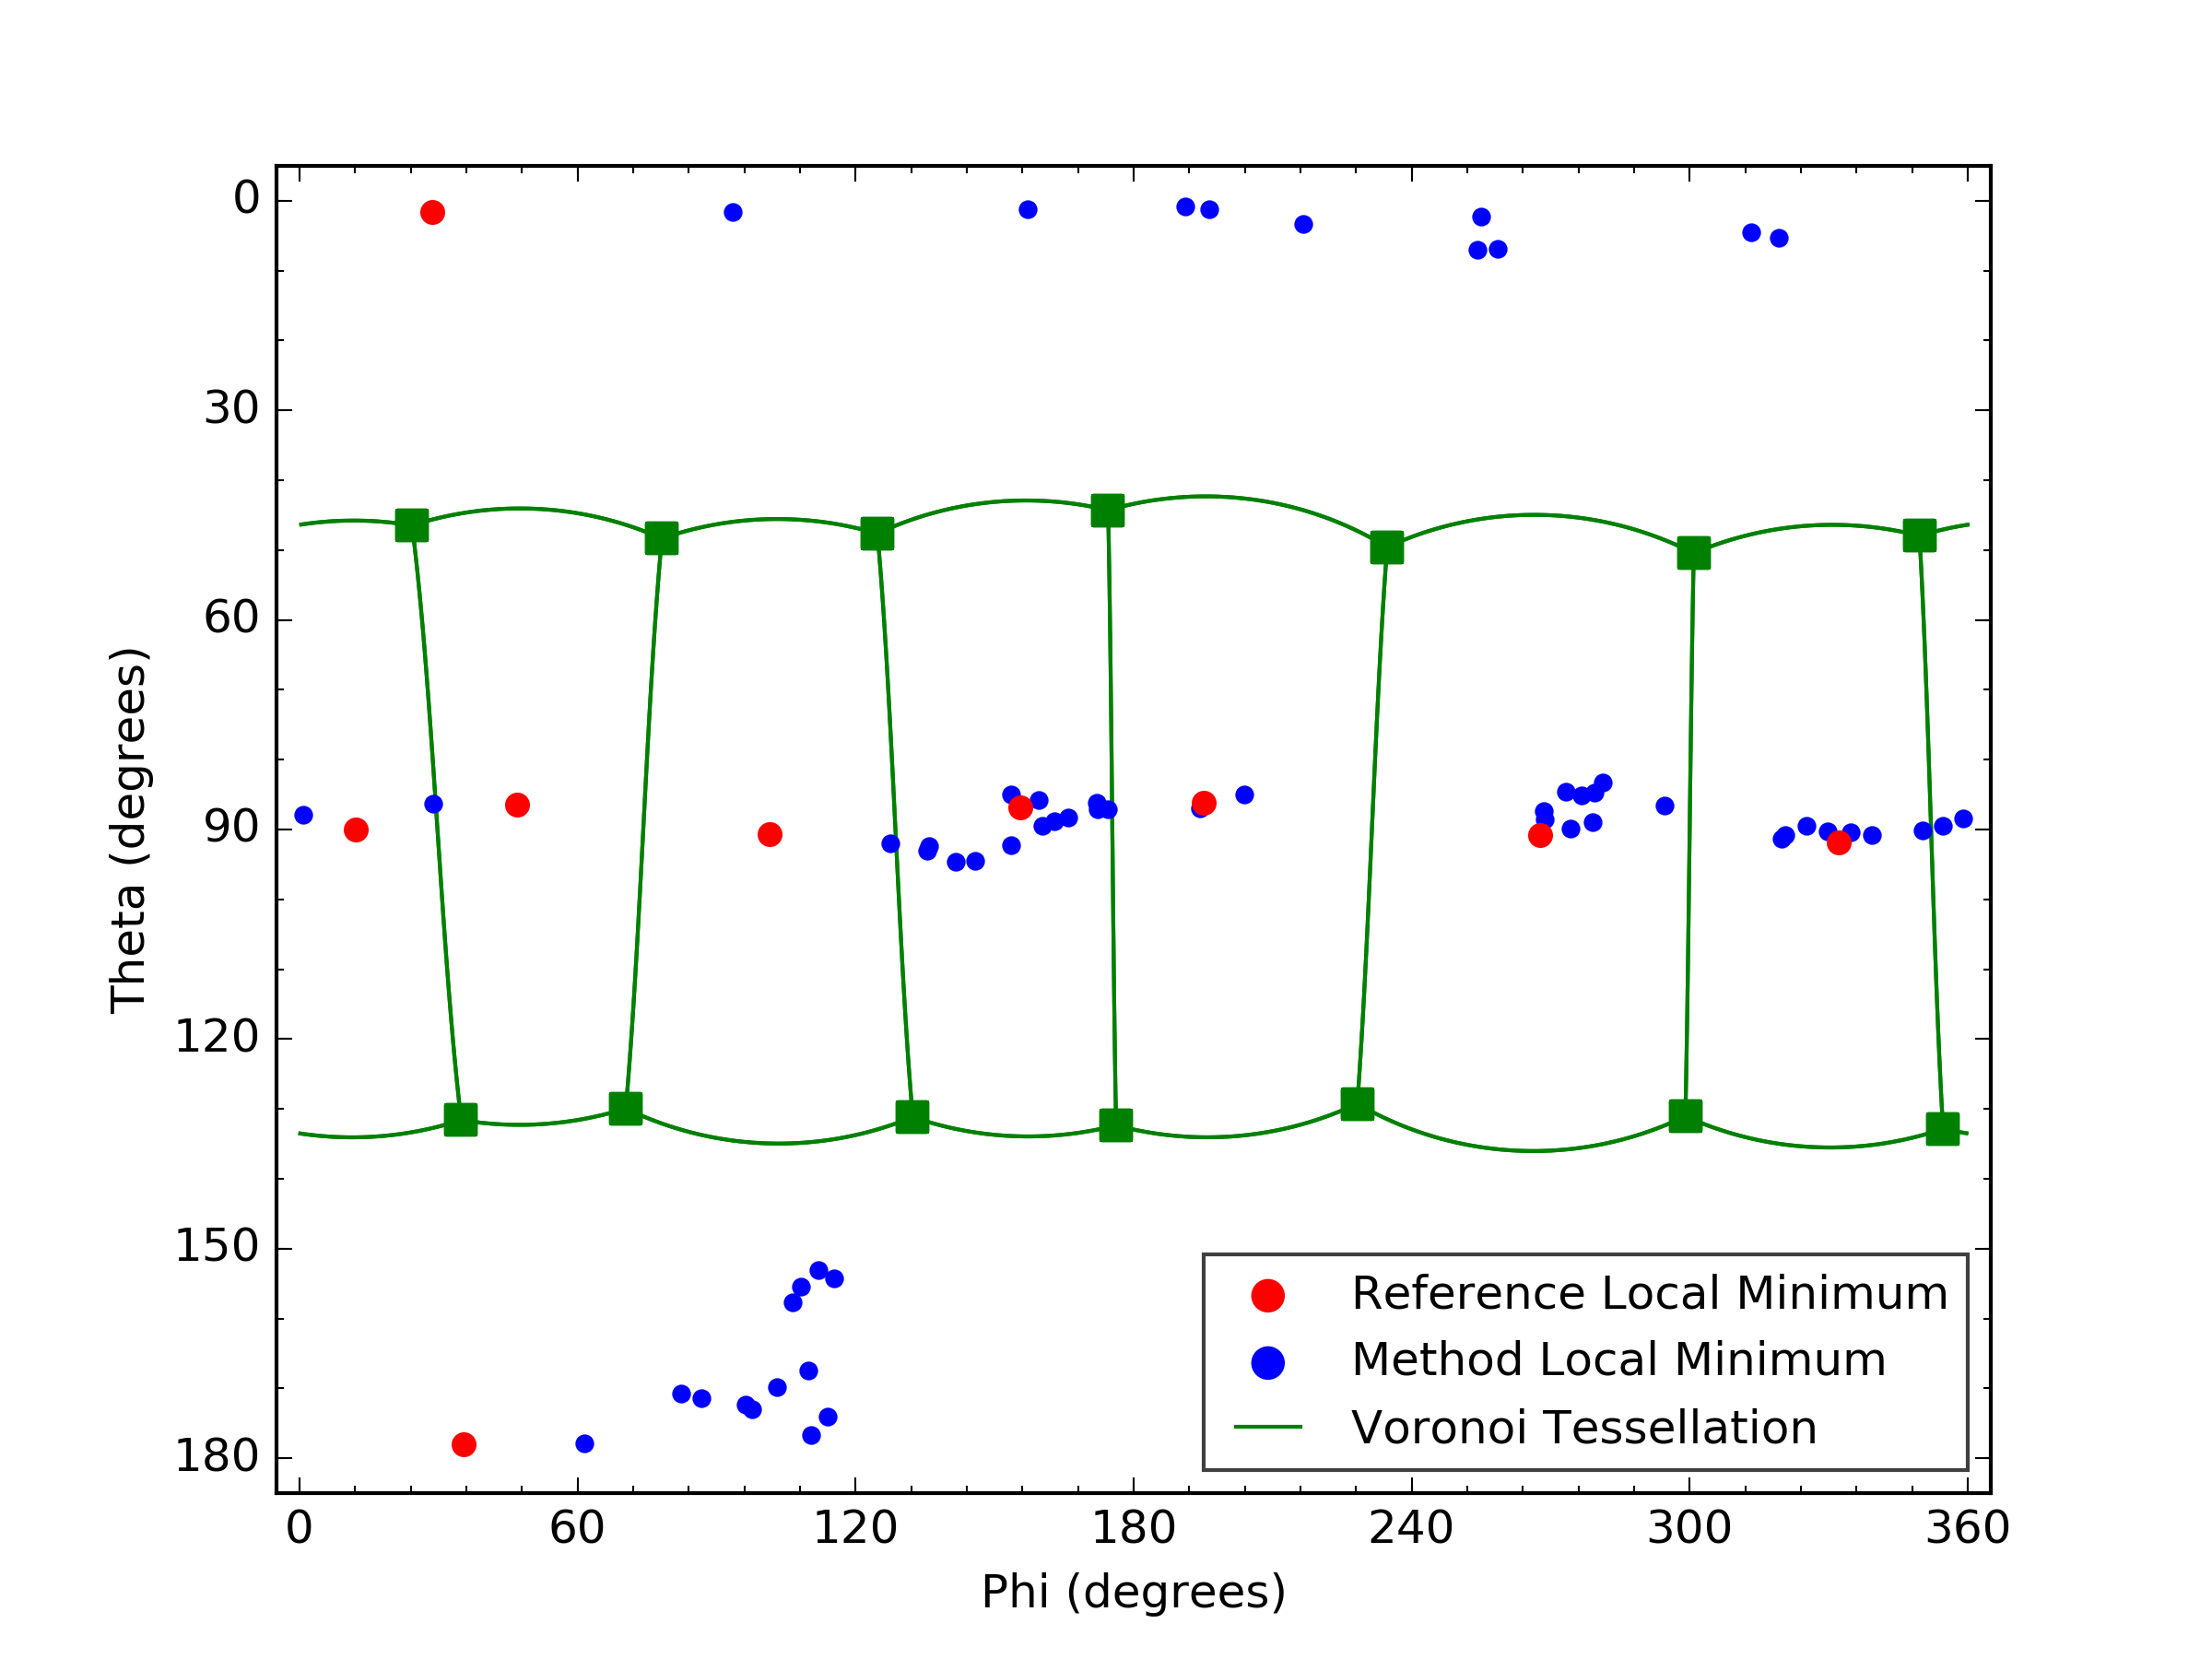 0
30
60
90
120
150
180
Theta (degrees)
Reference Local Minimum
Method Local Minimum
Voronoi Tessellation
0 60 120 180 240 300 360
Phi (degrees)